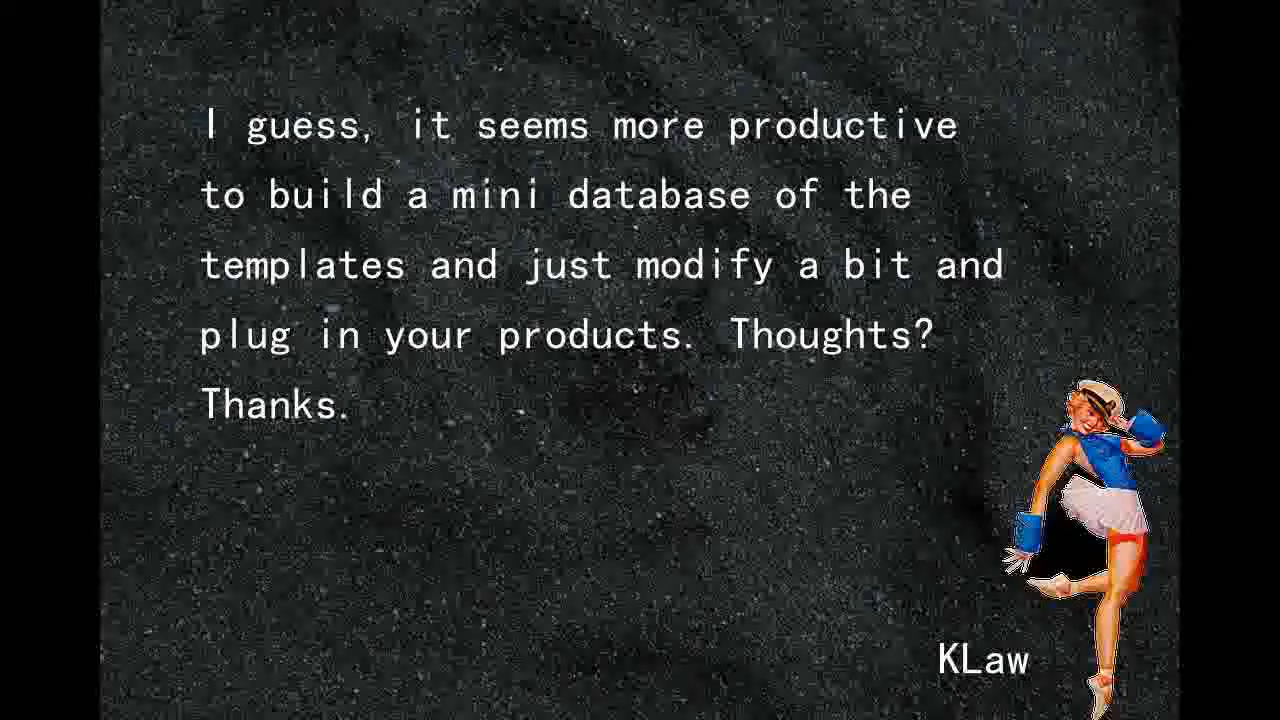 I guess, it seems more productive
to build a mini database of the
templates and just modify a bit and
plug in your products. Thoughts?
Thanks.
KLaw